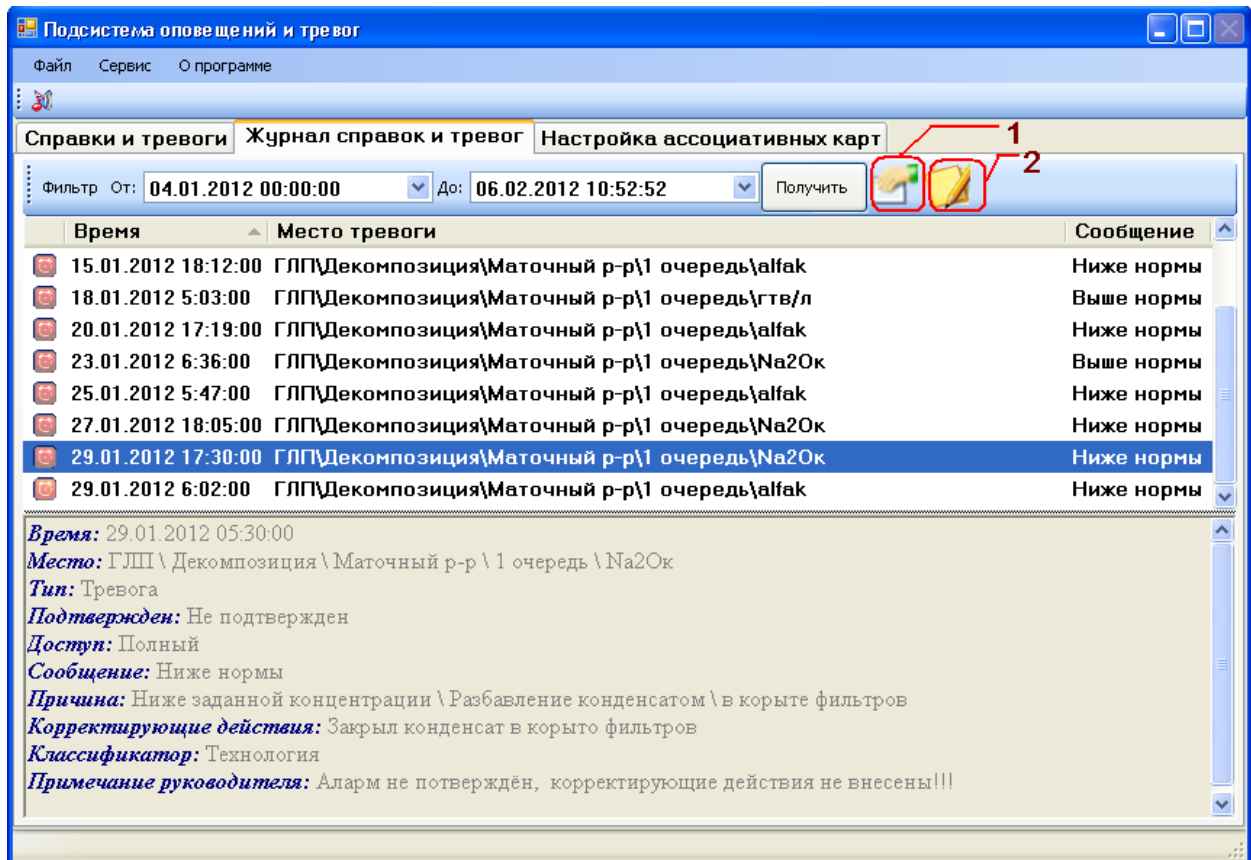 Подсистема оповещений и тревог
Файл Сервис О программе
Справки и тревоги Журнал справок и тревог Настройка ассоциативных карт 1
2
Фильтр От: 04.01.2012 00:00:00 До: 06.02.2012 10:52:52 Получить
Время Место тревоги Сообщение
15.01.2012 18:12:00 ГЛП\Декомпозиция\Маточный р-р\1 очередь\alfak Ниже нормы
18.01.2012 5:03:00 ГЛП\Декомпозиция\Маточный р-р\1 очередь\гтв/л Выше нормы
20.01.2012 17:19:00 ГЛП\Декомпозиция\Маточный р-р\1 очередь\alfak Ниже нормы
23.01.2012 6:36:00 ГЛП\Декомпозиция\Маточный р-р\1 очередь\Na2Ок Выше нормы
25.01.2012 5:47:00 ГЛП\Декомпозиция\Маточный р-р\1 очередь\alfak Ниже нормы
27.01.2012 18:05:00 ГЛП\Декомпозиция\Маточный р-р\1 очередь\Na2Ок Ниже нормы
29.01.2012 17:30:00 ГЛП\Декомпозиция\Маточный р-р\1 очередь\Na2Ок Ниже нормы
29.01.2012 6:02:00 ГЛП\Декомпозиция\Маточный р-р\1 очередь\alfak Ниже нормы
Время: 29.01.2012 05:30:00
Место: ГЛП \ Декомпозиция \ Маточный р-р \ 1 очередь \ Na2Ок
Тип: Тревога
Подтвержден: Не подтвержден
Доступ: Полный
Сообщение: Ниже нормы
Причина: Ниже заданной концентрации \ Разбавление конденсатом \ в корыте фильтров
Корректирующие действия: Закрыл конденсат в корыто фильтров
Классификатор: Технология
Примечание руководителя: Аларм не потверждён, корректирующие действия не внесены!!!